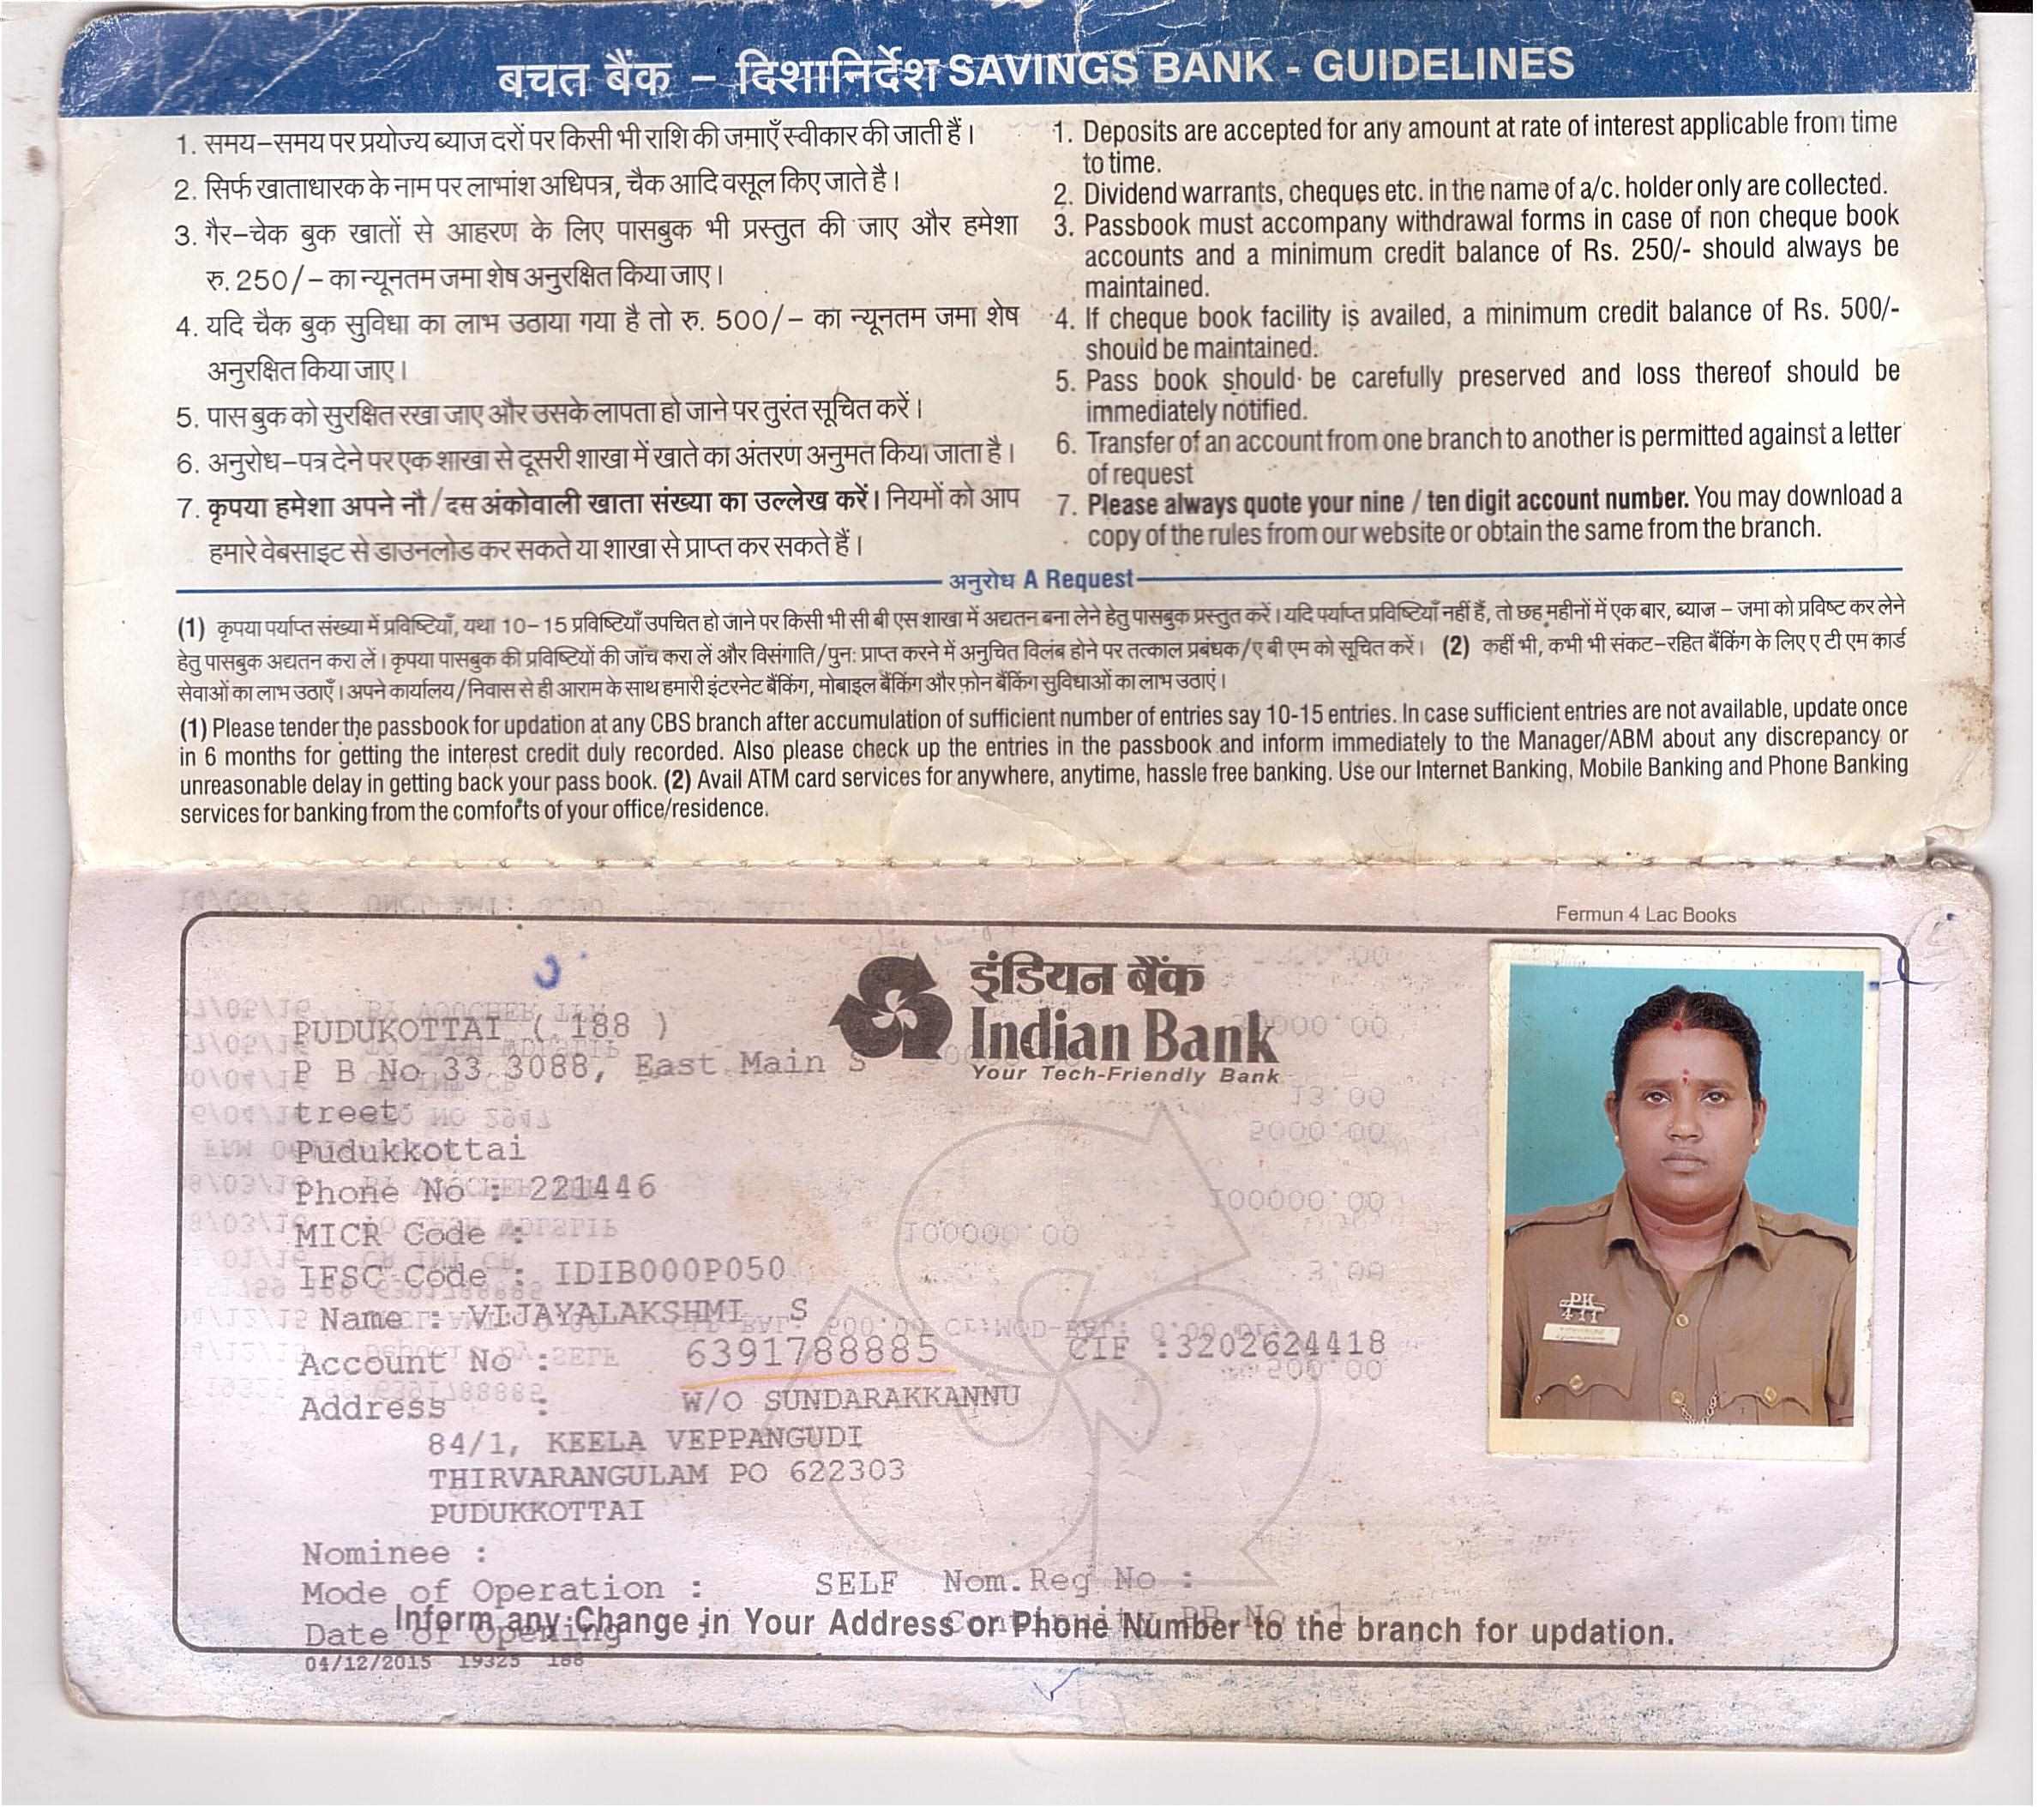 बचत बैंक – दिशानिर्देश SAVINGS BANK - GUIDELINES
1. समय–समय पर प्रयोज्य ब्याज दरों पर किसी भी राशि की जमाएँ स्वीकार की जाती हैं।
2. सिर्फ खाताधारक के नाम पर लाभांश अधिपत्र, चैक आदि वसूल किए जाते है।
3. गैर–चेक बुक खातों से आहरण के लिए पासबुक भी प्रस्तुत की जाए और हमेशा
रु. 250/– का न्यूनतम जमा शेष अनुरक्षित किया जाए।
4. यदि चैक बुक सुविधा का लाभ उठाया गया है तो रु. 500/– का न्यूनतम जमा शेष
अनुरक्षित किया जाए।
5. पास बुक को सुरक्षित रखा जाए और उसके लापता हो जाने पर तुरंत सूचित करें।
6. अनुरोध–पत्र देने पर एक शाखा से दूसरी शाखा में खाते का अंतरण अनुमत किया जाता है।
7. कृपया हमेशा अपने नौ/दस अंकोवाली खाता संख्या का उल्लेख करें। नियमों को आप
हमारे वेबसाइट से डाउनलोड कर सकते या शाखा से प्राप्त कर सकते हैं।
1. Deposits are accepted for any amount at rate of interest applicable from time
to time.
2. Dividend warrants, cheques etc. in the name of a/c. holder only are collected.
3. Passbook must accompany withdrawal forms in case of non cheque book
accounts and a minimum credit balance of Rs. 250/- should always be
maintained.
4. If cheque book facility is availed, a minimum credit balance of Rs. 500/-
should be maintained.
5. Pass book should be carefully preserved and loss thereof should be
immediately notified.
6. Transfer of an account from one branch to another is permitted against a letter
of request
7. Please always quote your nine / ten digit account number. You may download a
copy of the rules from our website or obtain the same from the branch.
अनुरोध A Request
(1) कृपया पर्याप्त संख्या में प्रविष्टियाँ, यथा 10–15 प्रविष्टियाँ उपचित हो जाने पर किसी भी सी बी एस शाखा में अद्यतन बना लेने हेतु पासबुक प्रस्तुत करें। यदि पर्याप्त प्रविष्टियाँ नहीं हैं, तो छह महीनों में एक बार, ब्याज – जमा को प्रविष्ट कर लेने
हेतु पासबुक अद्यतन करा लें। कृपया पासबुक की प्रविष्टियों की जाँच करा लें और विसंगाति/पुन: प्राप्त करने में अनुचित विलंब होने पर तत्काल प्रबंधक/ए बी एम को सूचित करें। (2) कहीं भी, कभी भी संकट–रहित बैंकिंग के लिए ए टी एम कार्ड
सेवाओं का लाभ उठाएँ। अपने कार्यालय/निवास से ही आराम के साथ हमारी इंटरनेट बैंकिंग, मोबाइल बैंकिंग और फ़ोन बैंकिंग सुविधाओं का लाभ उठाएं।
(1) Please tender the passbook for updation at any CBS branch after accumulation of sufficient number of entries say 10-15 entries. In case sufficient entries are not available, update once
in 6 months for getting the interest credit duly recorded. Also please check up the entries in the passbook and inform immediately to the Manager/ABM about any discrepancy or
unreasonable delay in getting back your pass book. (2) Avail ATM card services for anywhere, anytime, hassle free banking. Use our Internet Banking, Mobile Banking and Phone Banking
services for banking from the comforts of your office/residence.
Fermun 4 Lac Books
इंडियन बैंक
Indian Bank
Your Tech-Friendly Bank
PUDUKOTTAI ( 188 )
P B No 33 3088, East Main S
treet
Pudukkottai
Phone No : 221446
MICR Code :
IFSC Code : IDIB000P050
Name : VIJAYALAKSHMI S
Account No : 6391788885 CIF :3202624418
Address : W/O SUNDARAKKANNU
84/1, KEELA VEPPANGUDI
THIRVARANGULAM PO 622303
PUDUKKOTTAI
PK
411
Nominee :
Mode of Operation : SELF Nom.Reg No :
Date of Opening :
Inform any Change in Your Address or Phone Number to the branch for updation.
04/12/2015 19325 188